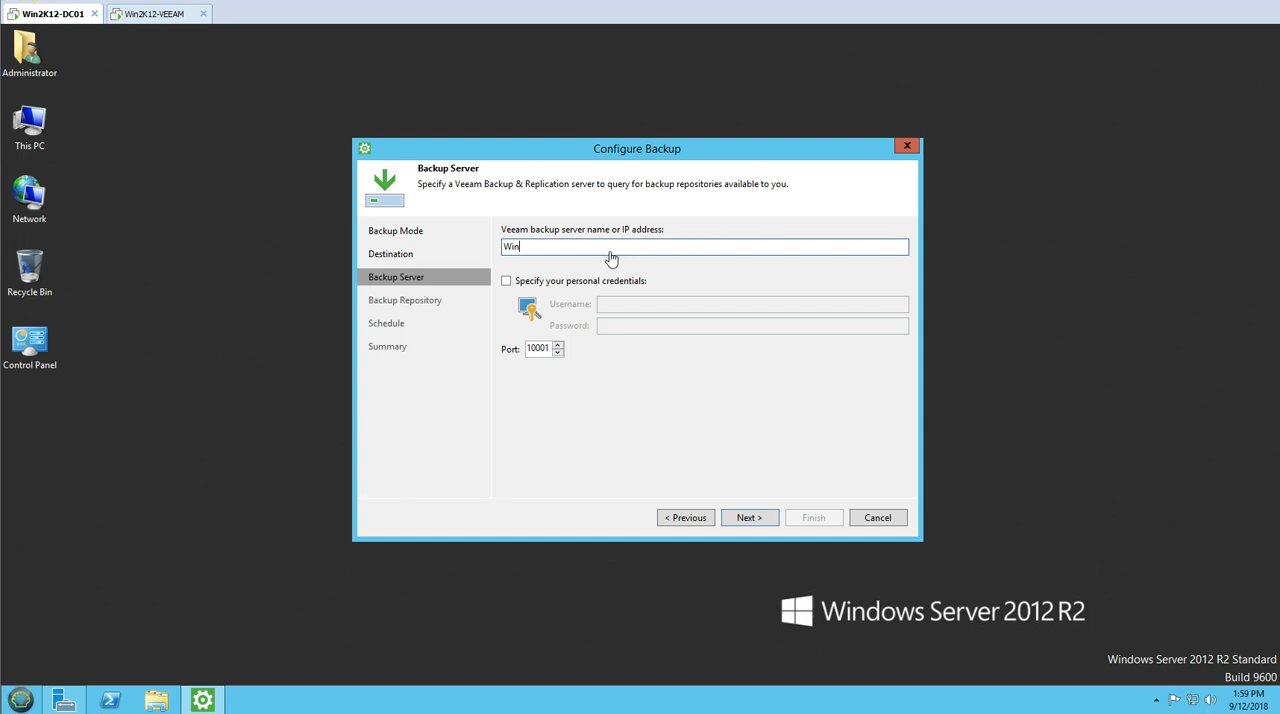 Win2K12-DC01
Win2K12-VEEAM
Administrator
This PC
Network
Recycle Bin
Control Panel
Configure Backup
Backup Server
Specify a Veeam Backup & Replication server to query for backup repositories available to you.
Backup Mode
Destination
Backup Server
Backup Repository
Schedule
Summary
Veeam backup server name or IP address:
Win
Specify your personal credentials:
Username:
Password:
Port: 10001
< Previous
Next >
Finish
Cancel
Windows Server 2012 R2
Windows Server 2012 R2 Standard
Build 9600
1:59 PM
9/12/2018